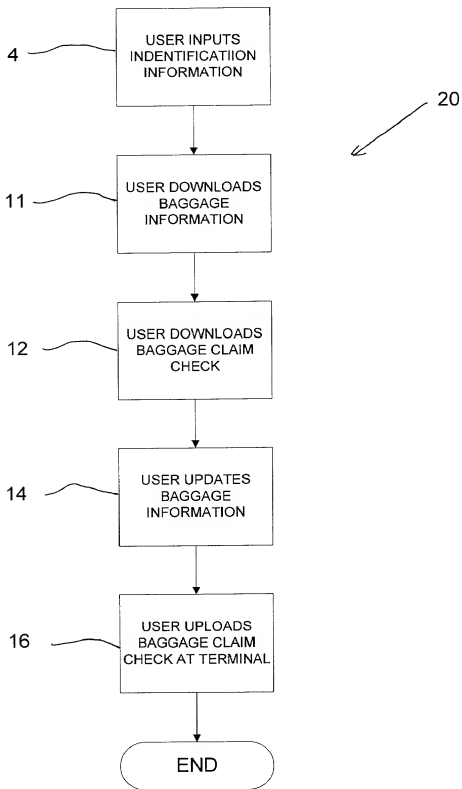 4
USER INPUTS
INDENTIFICATIION
INFORMATION
20
11
USER DOWNLOADS
BAGGAGE
INFORMATION
12
USER DOWNLOADS
BAGGAGE CLAIM
CHECK
14
USER UPDATES
BAGGAGE
INFORMATION
16
USER UPLOADS
BAGGAGE CLAIM
CHECK AT TERMINAL
END